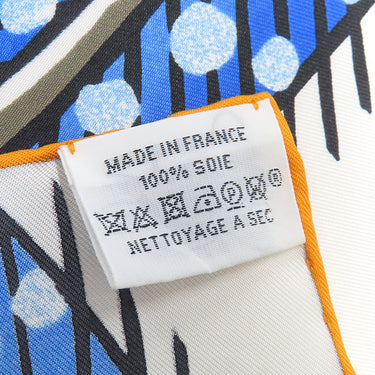 MADE IN FRANCE
100% SOIE
NETTOYAGE A SEC